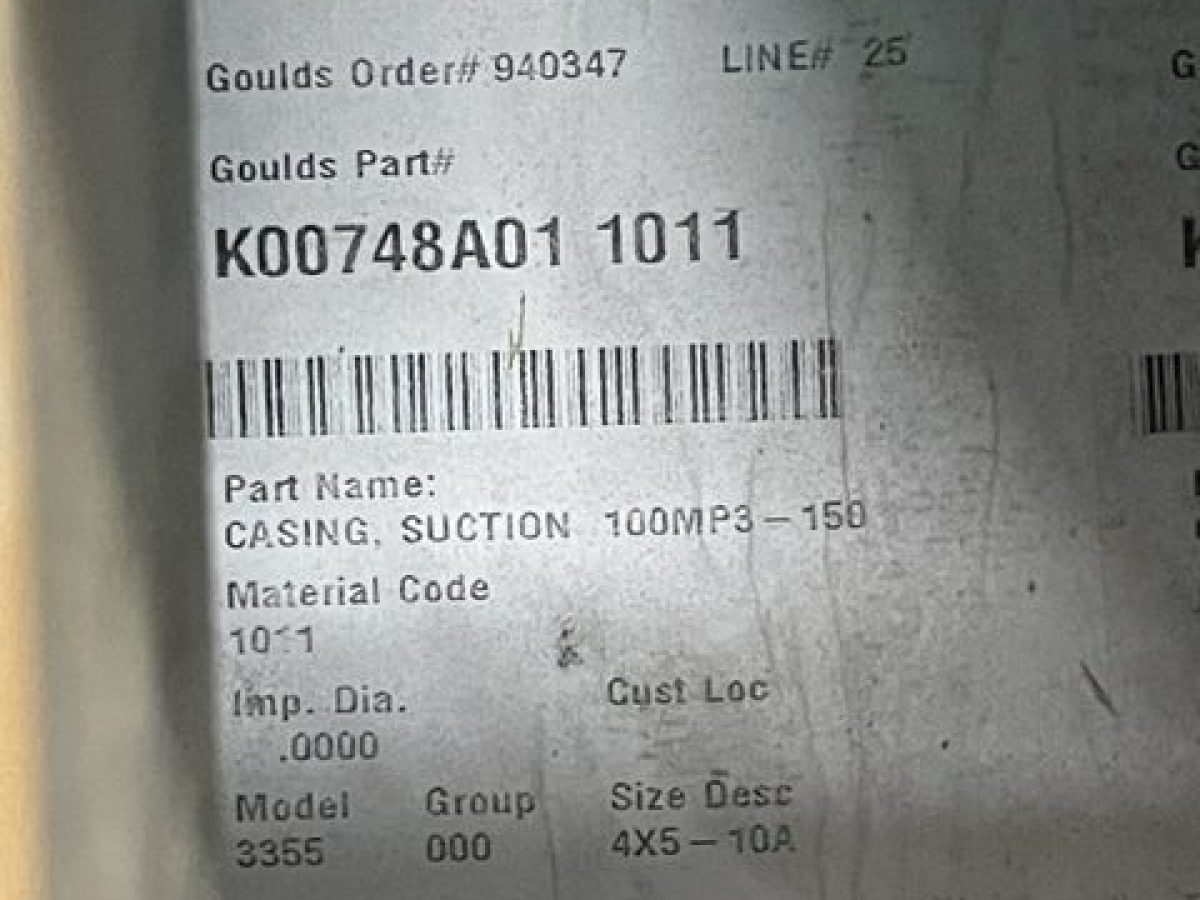 Goulds Order# 940347 LINE# 25
Goulds Part#
K00748A01 1011
Part Name:
CASING, SUCTION 100MP3-150
Material Code
1011
Imp. Dia. Cust Loc
.0000
Model Group Size Desc
3355 000 4X5-10A
G
G
K